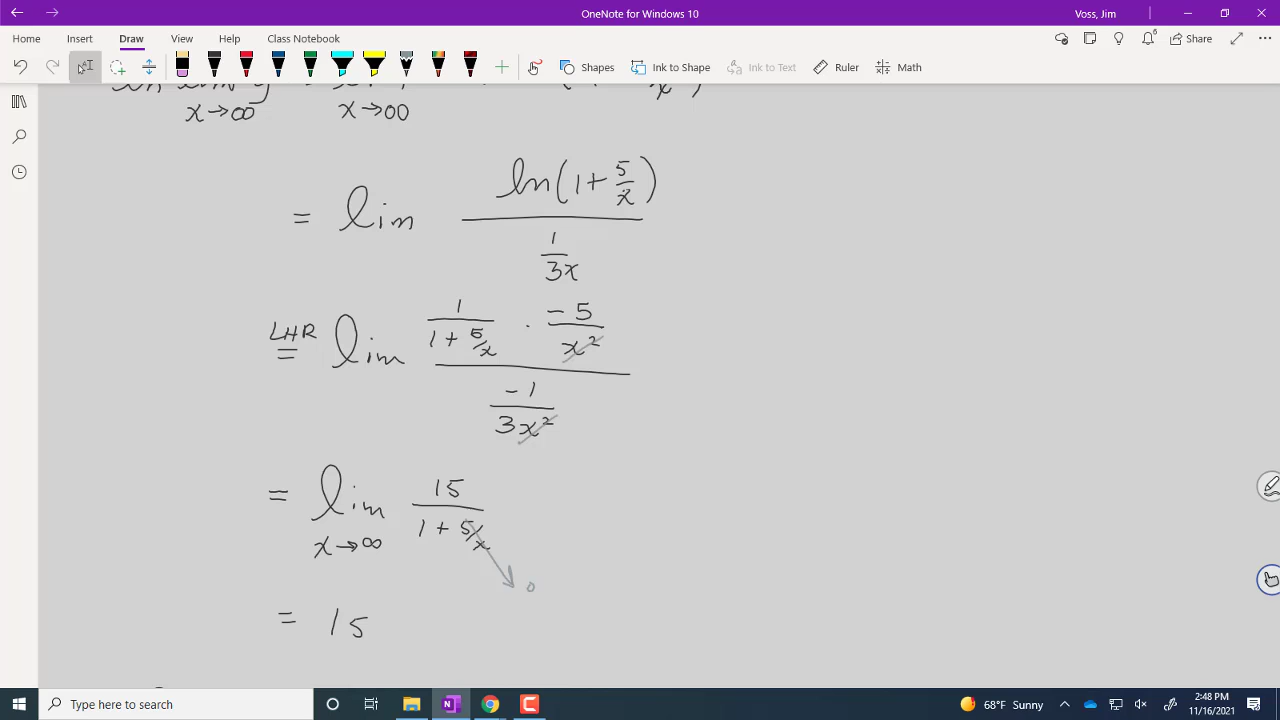 OneNote for Windows 10
Voss, Jim
Home Insert Draw View Help Class Notebook
6 Share
Shapes Ink to Shape Ink to Text Ruler Math
x→∞ x→∞
= lim ln(1+5/x)
1/3x
LHR
= lim 1/(1+5/x) · -5/x²
-1/3x²
= lim 15/(1+5/x)
x→∞
0
= 15
Type here to search
68°F Sunny
2:48 PM
11/16/2021